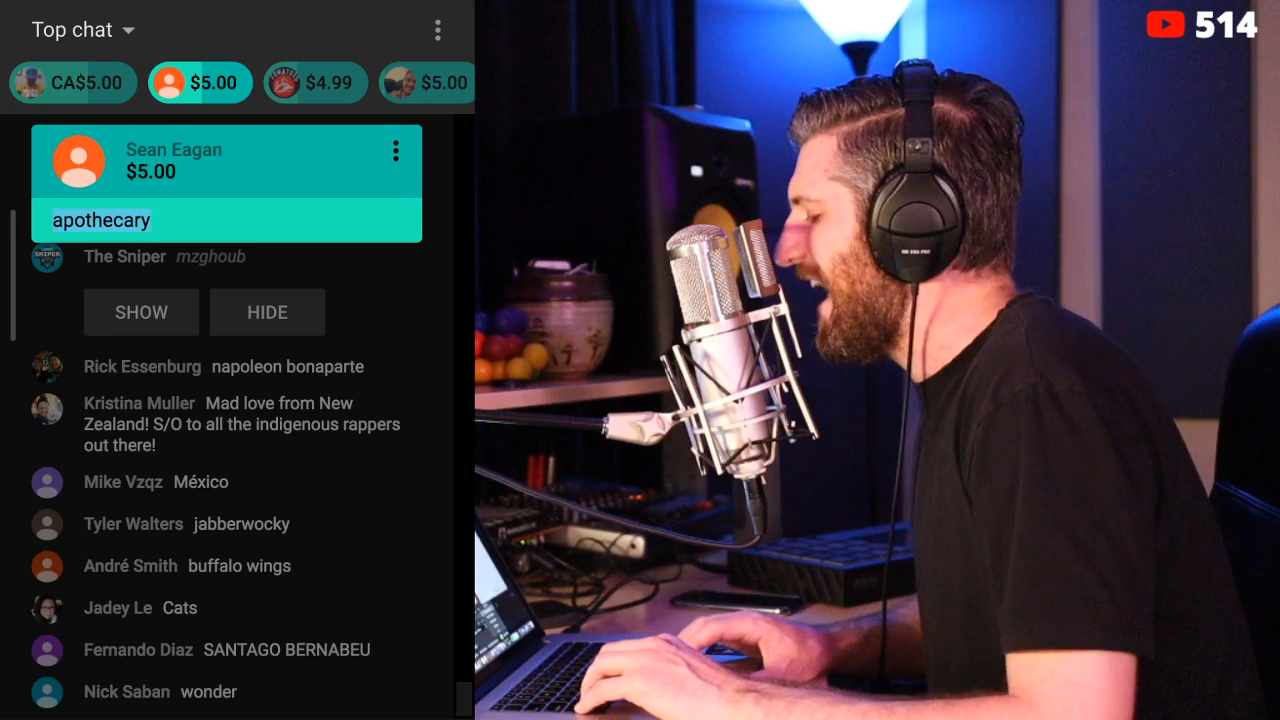 Top chat
CA$5.00 $5.00 $4.99 $5.00
514
Sean Eagan
$5.00
apothecary
The Sniper mzghoub
SHOW HIDE
Rick Essenburg napoleon bonaparte
Kristina Muller Mad love from New
Zealand! S/O to all the indigenous rappers
out there!
Mike Vzqz México
Tyler Walters jabberwocky
André Smith buffalo wings
Jadey Le Cats
Fernando Diaz SANTAGO BERNABEU
Nick Saban wonder
SNIPER